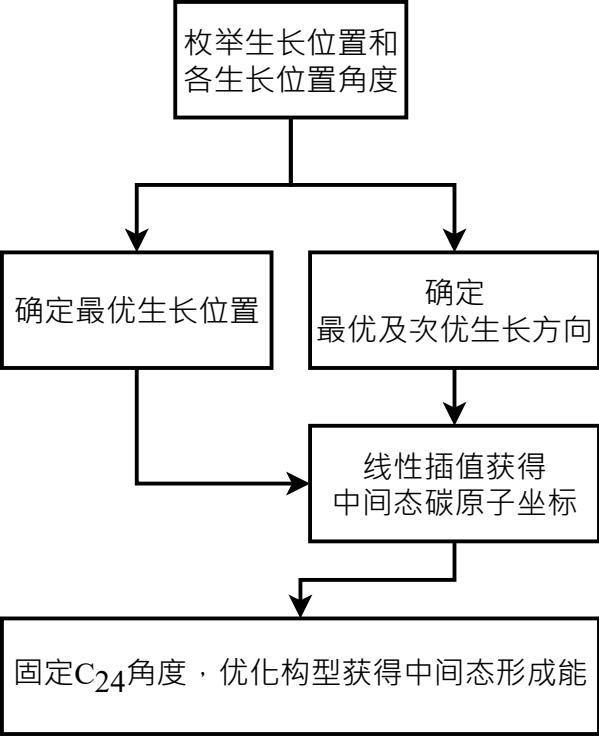 枚举生长位置和
各生长位置角度
确定最优生长位置
确定
最优及次优生长方向
线性插值获得
中间态碳原子坐标
固定C24角度，优化构型获得中间态形成能